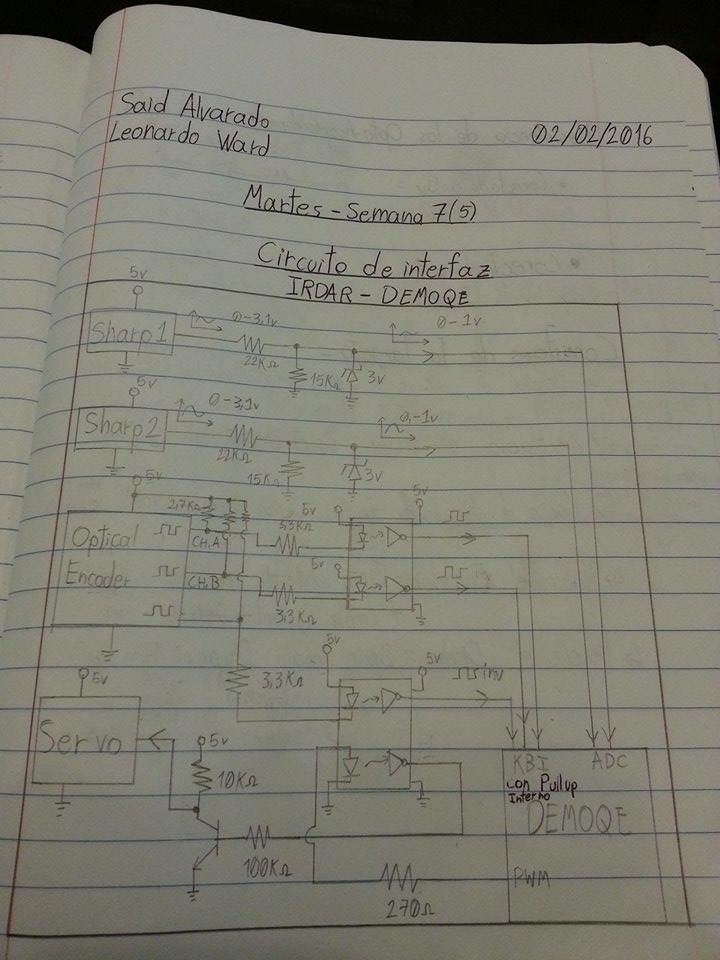 Said Alvarado
Leonardo Ward
02/02/2016
Martes - Semana 7(5)
Circuito de interfaz
IRDAR - DEMOQE
5v
Sharp1
0-3,1v
22KΩ
15KΩ
3v
0-1v
5v
Sharp2
0-3,1v
22KΩ
15KΩ
3v
0,-1v
5v
2,7KΩ
Optical
Encoder
CH.A
CH.B
3,3KΩ
5v
5v
5v
3,3KΩ
3,3KΩ
5v
5v
inv
5v
Servo
5v
10KΩ
100KΩ
270Ω
KBI
con Pullup
Interno
ADC
DEMOQE
PWM